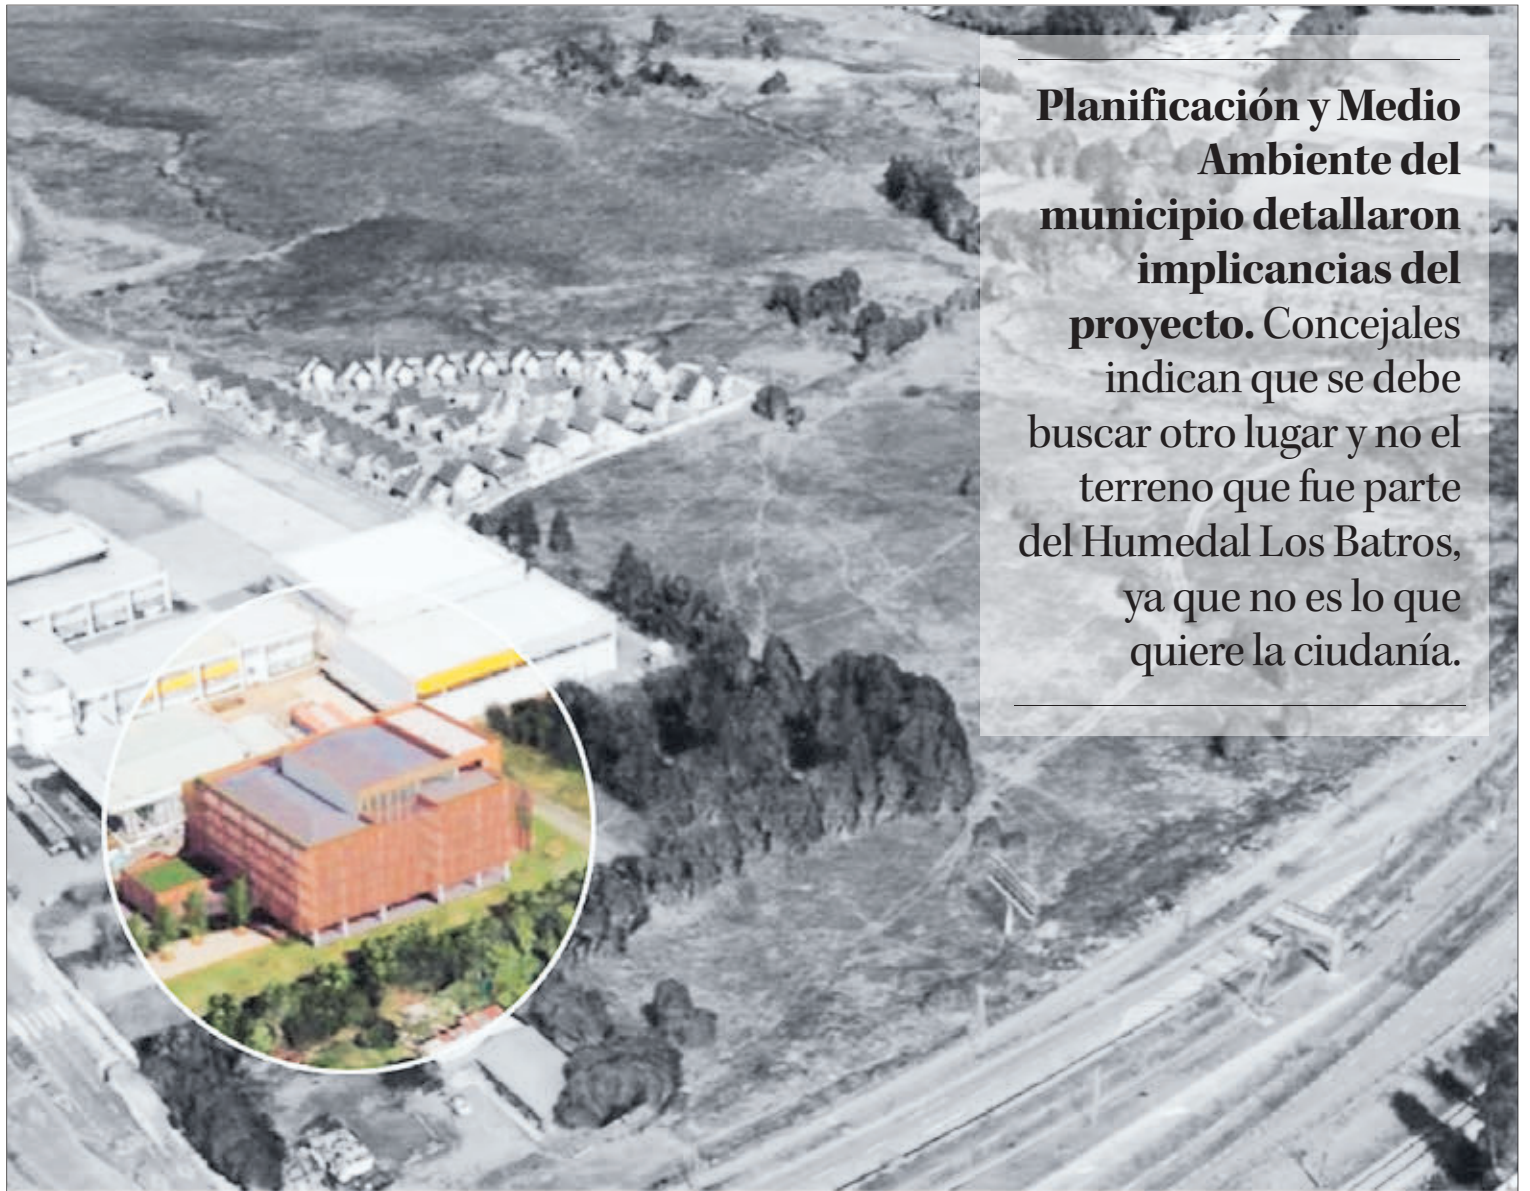 Planificación y Medio
Ambiente del
municipio detallaron
implicancias del
proyecto. Concejales
indican que se debe
buscar otro lugar y no el
terreno que fue parte
del Humedal Los Batros,
ya que no es lo que
quiere la ciudanía.